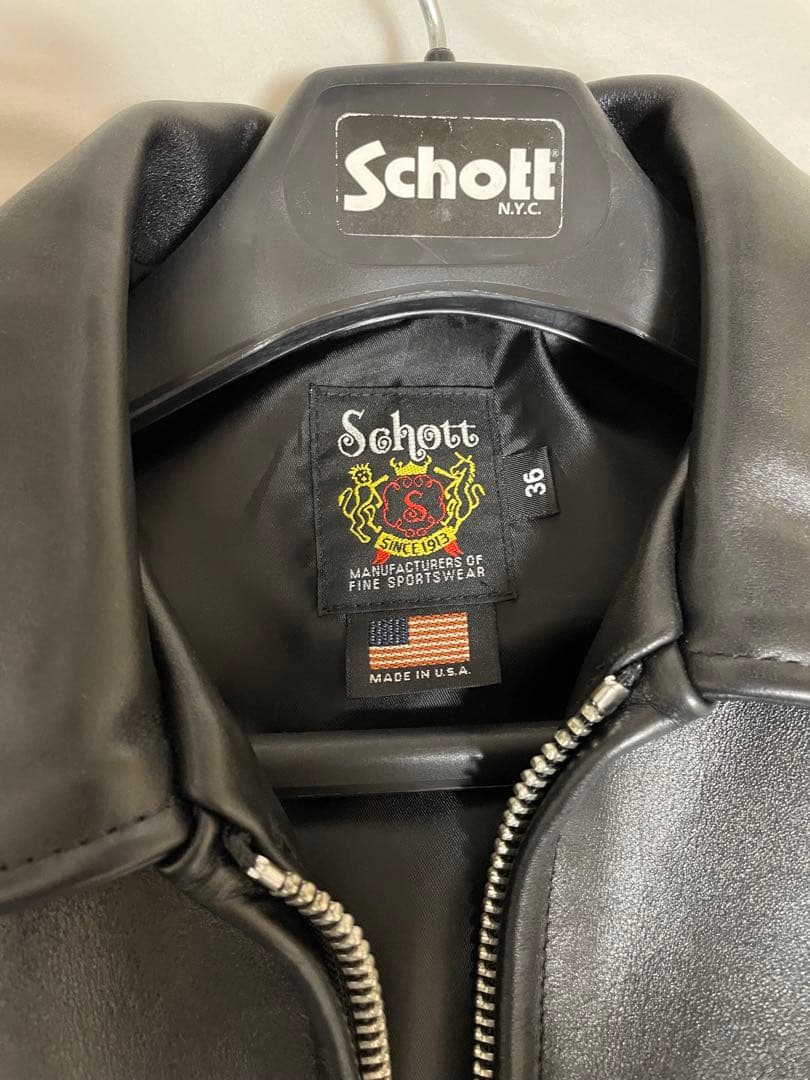 Schott®
N.Y.C.
Schott
36
S
SINCE 1913
MANUFACTURERS OF
FINE SPORTSWEAR
MADE IN U.S.A.